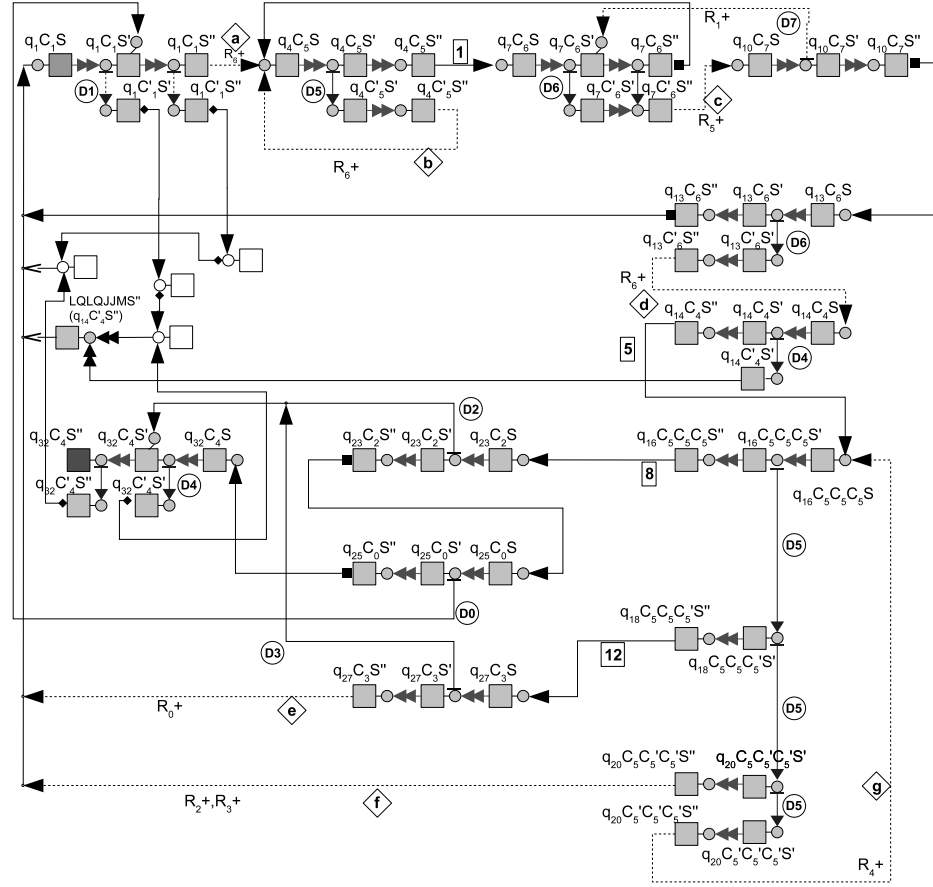 R₁+
D7
q₁C₁S q₁C₁S' q₁C₁S'' a q₄C₅S q₄C₅S' q₄C₅S'' 1 q₇C₆S q₇C₆S' q₇C₆S'' q₁₀C₇S q₁₀C₇S' q₁₀C₇S''
R₆+
D1 q₁C'₁S' q₁C'₁S'' D5 q₄C'₅S' q₄C'₅S'' D6 q₇C'₆S' q₇C'₆S'' c
R₅+
R₆+ b
q₁₃C₆S'' q₁₃C₆S' q₁₃C₆S
q₁₃C'₆S'' q₁₃C'₆S' D6
R₆+
d
LQLQJJMS''
(q₁₄C'₄S'')
q₁₄C₄S'' q₁₄C₄S' q₁₄C₄S
5
q₁₄C'₄S' D4
D2
q₃₂C₄S'' q₃₂C₄S' q₃₂C₄S q₂₃C₂S'' q₂₃C₂S' q₂₃C₂S q₁₆C₅C₅C₅S'' q₁₆C₅C₅C₅S'
8
q₃₂C'₄S'' q₃₂C'₄S' D4
q₁₆C₅C₅C₅S
D5
q₂₅C₀S'' q₂₅C₀S' q₂₅C₀S
D0
q₁₈C₅C₅C₅'S''
D3
12
q₁₈C₅C₅C₅'S'
q₂₇C₃S'' q₂₇C₃S' q₂₇C₃S
R₀+ e
D5
q₂₀C₅C₅'C₅'S'' q₂₀C₅C₅'C₅'S'
R₂+,R₃+ f g
D5
q₂₀C₅'C₅'C₅'S''
q₂₀C₅'C₅'C₅'S'
R₄+